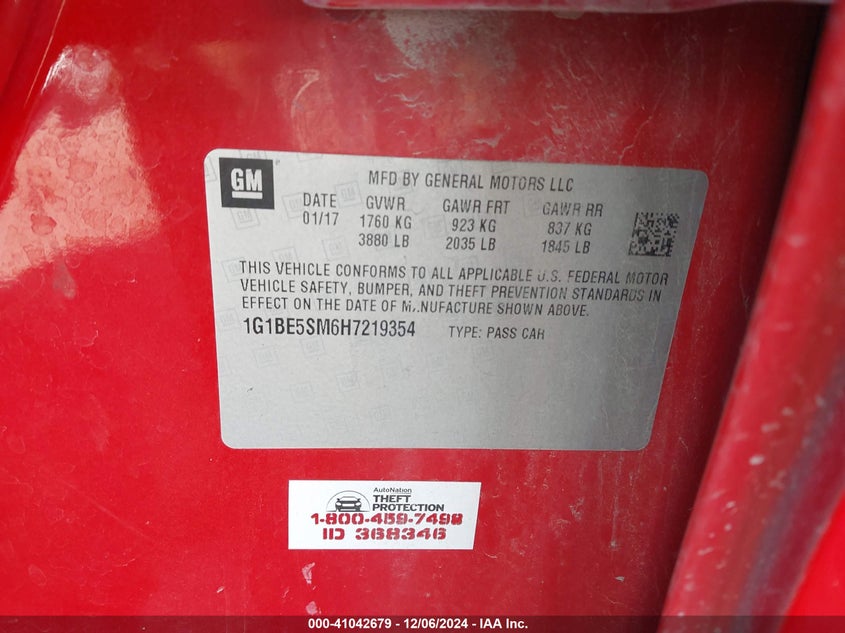 GM
MFD BY GENERAL MOTORS LLC
DATE GVWR GAWR FRT GAWR RR
01/17 1760 KG 923 KG 837 KG
3880 LB 2035 LB 1845 LB
THIS VEHICLE CONFORMS TO ALL APPLICABLE U.S. FEDERAL MOTOR
VEHICLE SAFETY, BUMPER, AND THEFT PREVENTION STANDARDS IN
EFFECT ON THE DATE OF MANUFACTURE SHOWN ABOVE.
1G1BE5SM6H7219354 TYPE: PASS CAR
AutoNation
THEFT
PROTECTION
1-800-459-7498
ID 368346
000-41042679 - 12/06/2024 - IAA Inc.